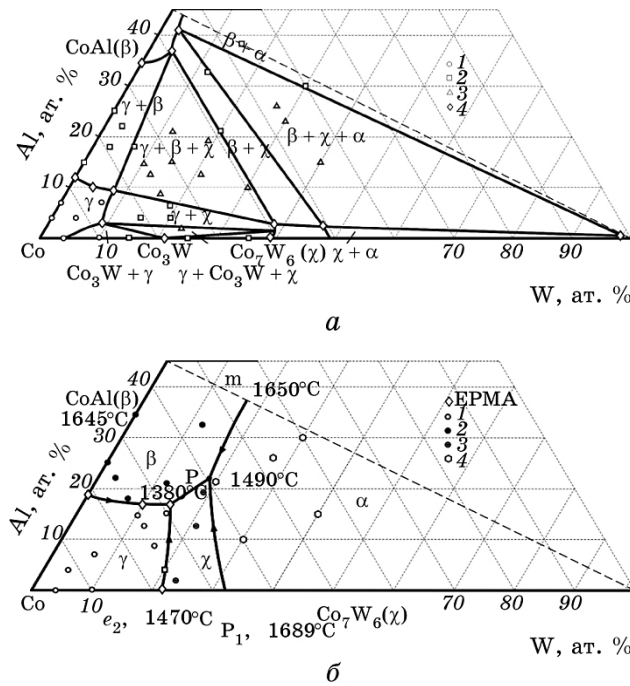 40
CoAl(β)
β+α
30
1
2
3
4
Al, ат. %
γ+β
20
γ+β+χ β+χ
β+χ+α
10
γ
γ+χ
Co
10
Co₃W
Co₇W₆(χ) χ+α
70
80
90
Co₃W+γ γ+Co₃W+χ
W, ат. %
а
40
m
1650°C
CoAl(β)
1645°C
EPMA
1
2
3
4
30
Al, ат. %
β
P
1490°C
20
1380°C
α
10
γ
χ
Co
10
Co₇W₆(χ)
70
80
90
e₂, 1470°C
P₁, 1689°C
W, ат. %
б